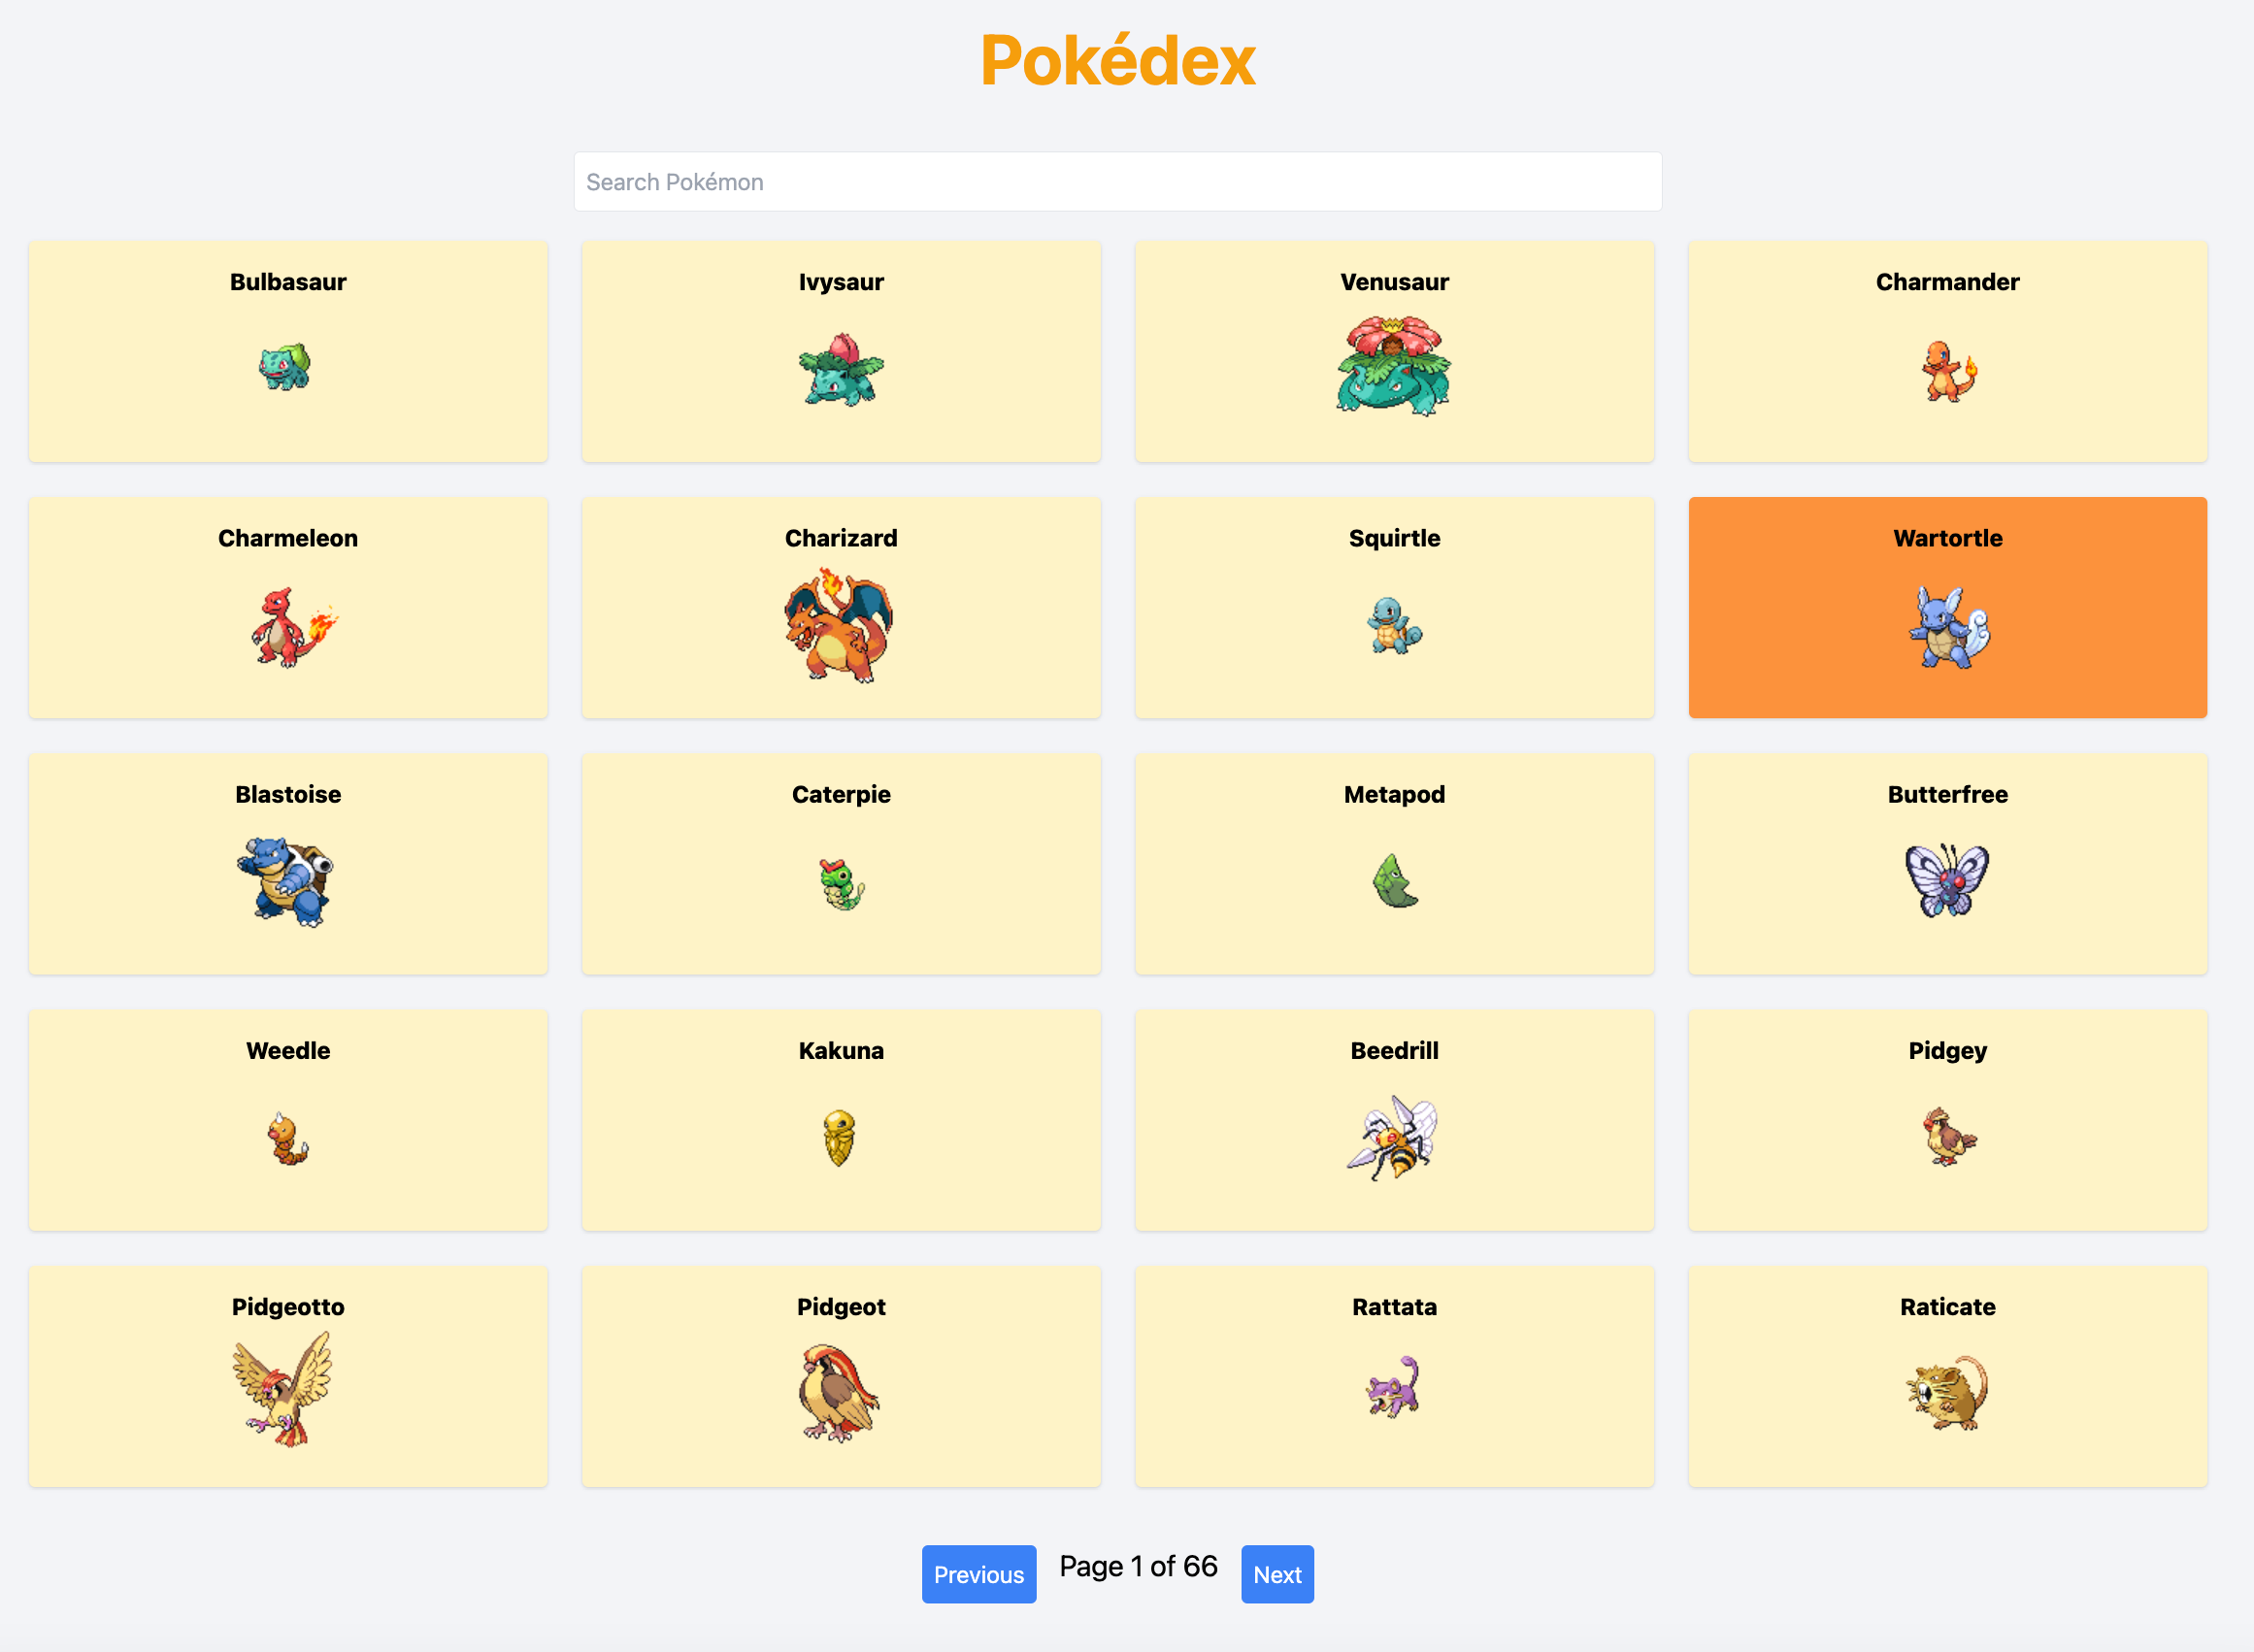 Pokédex
Search Pokémon
Bulbasaur
Ivysaur
Venusaur
Charmander
Charmeleon
Charizard
Squirtle
Wartortle
Blastoise
Caterpie
Metapod
Butterfree
Weedle
Kakuna
Beedrill
Pidgey
Pidgeotto
Pidgeot
Rattata
Raticate
Previous
Page 1 of 66
Next